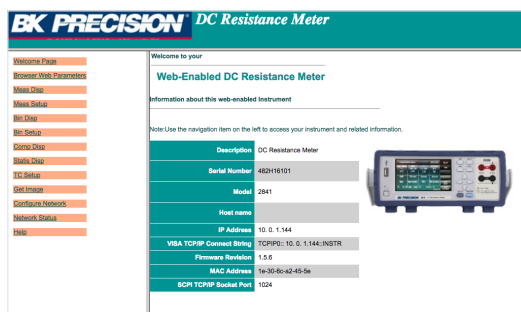 BK PRECISION DC Resistance Meter
Welcome Page
Browser Web Parameters
Meas Disp
Meas Setup
Bin Disp
Bin Setup
Comp Disp
Statis Disp
TC Setup
Get Image
Configure Network
Network Status
Help
Welcome to your
Web-Enabled DC Resistance Meter
Information about this web-enabled Instrument
Note:Use the navigation item on the left to access your instrument and related information.
Description DC Resistance Meter
Serial Number 482H16101
Model 2841
Host name
IP Address 10. 0. 1.144
VISA TCP/IP Connect String TCPIP0:: 10. 0. 1.144::INSTR
Firmware Revision 1.5.6
MAC Address 1e-30-6c-a2-45-5e
SCPI TCP/IP Socket Port 1024